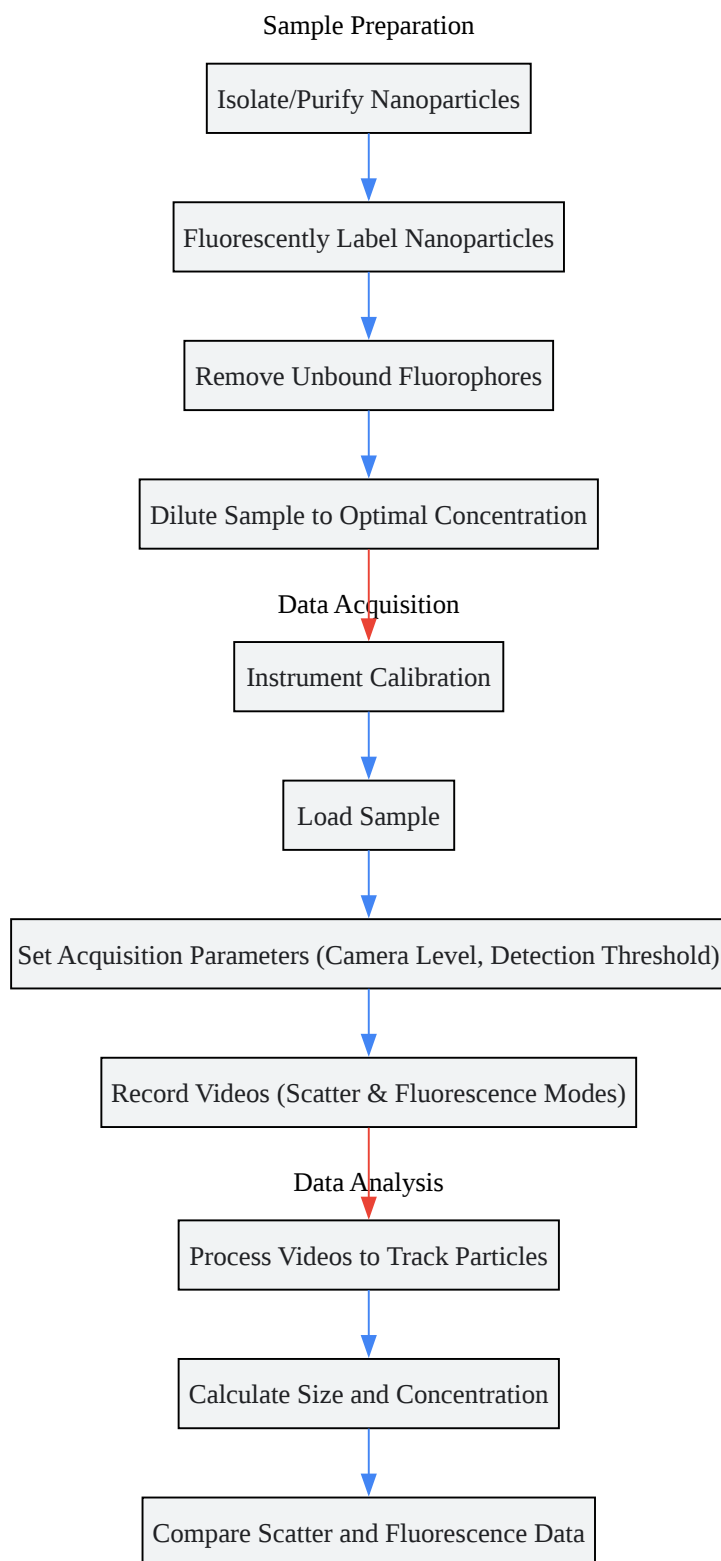 Sample Preparation
Isolate/Purify Nanoparticles
Fluorescently Label Nanoparticles
Remove Unbound Fluorophores
Dilute Sample to Optimal Concentration
Data Acquisition
Instrument Calibration
Load Sample
Set Acquisition Parameters (Camera Level, Detection Threshold)
Record Videos (Scatter & Fluorescence Modes)
Data Analysis
Process Videos to Track Particles
Calculate Size and Concentration
Compare Scatter and Fluorescence Data